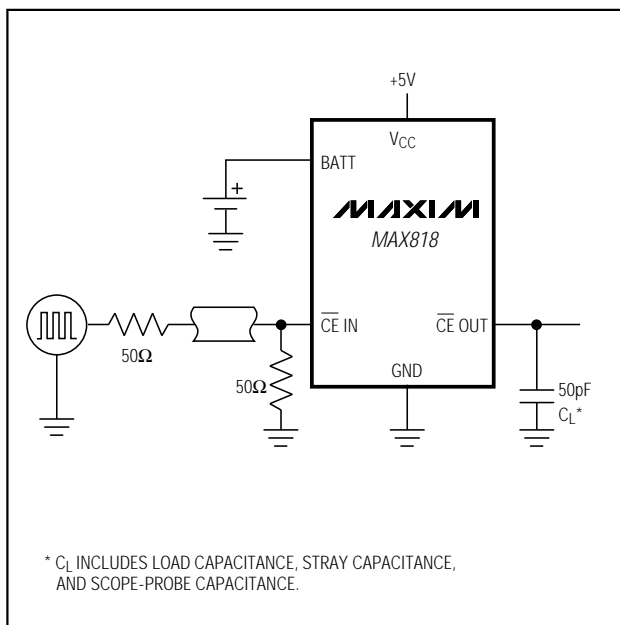 +5V
VCC
BATT
+
MAXIM
MAX818
CE IN
CE OUT
50Ω
50Ω
GND
50pF
CL*
* CL INCLUDES LOAD CAPACITANCE, STRAY CAPACITANCE,
AND SCOPE-PROBE CAPACITANCE.